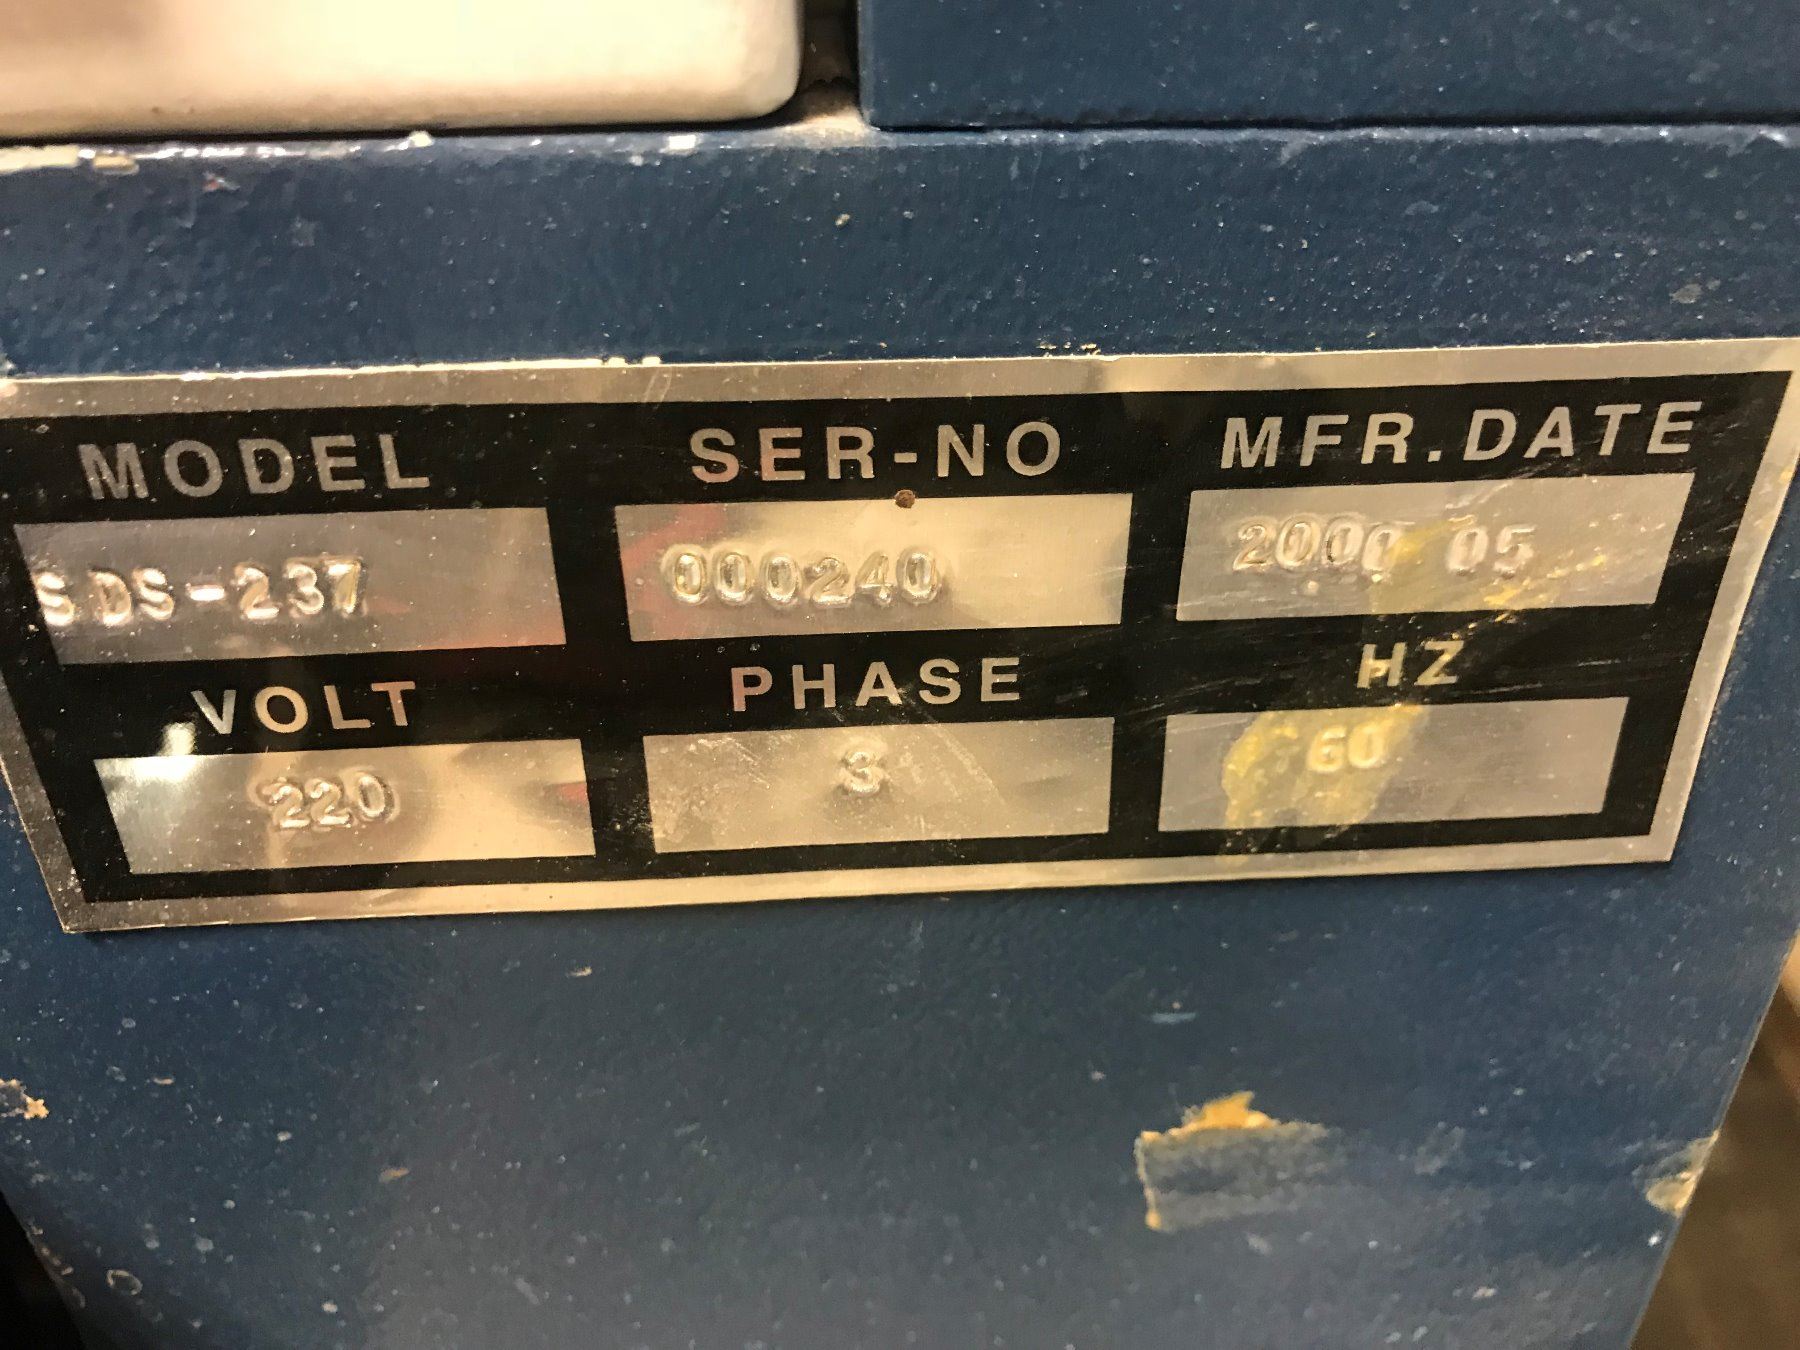 MODEL SER-NO MFR.DATE
SDS-237 000240 2000 05
VOLT PHASE HZ
220 3 60